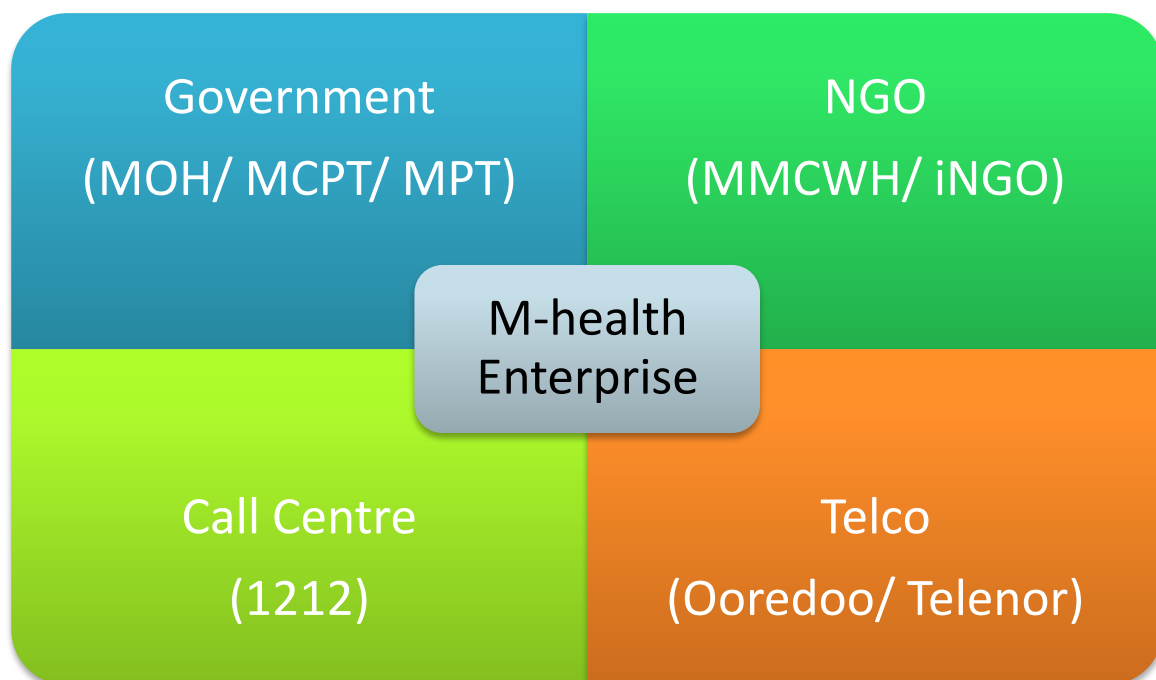 Government
(MOH/ MCPT/ MPT)
NGO
(MMCWH/ iNGO)
M-health
Enterprise
Call Centre
(1212)
Telco
(Ooredoo/ Telenor)